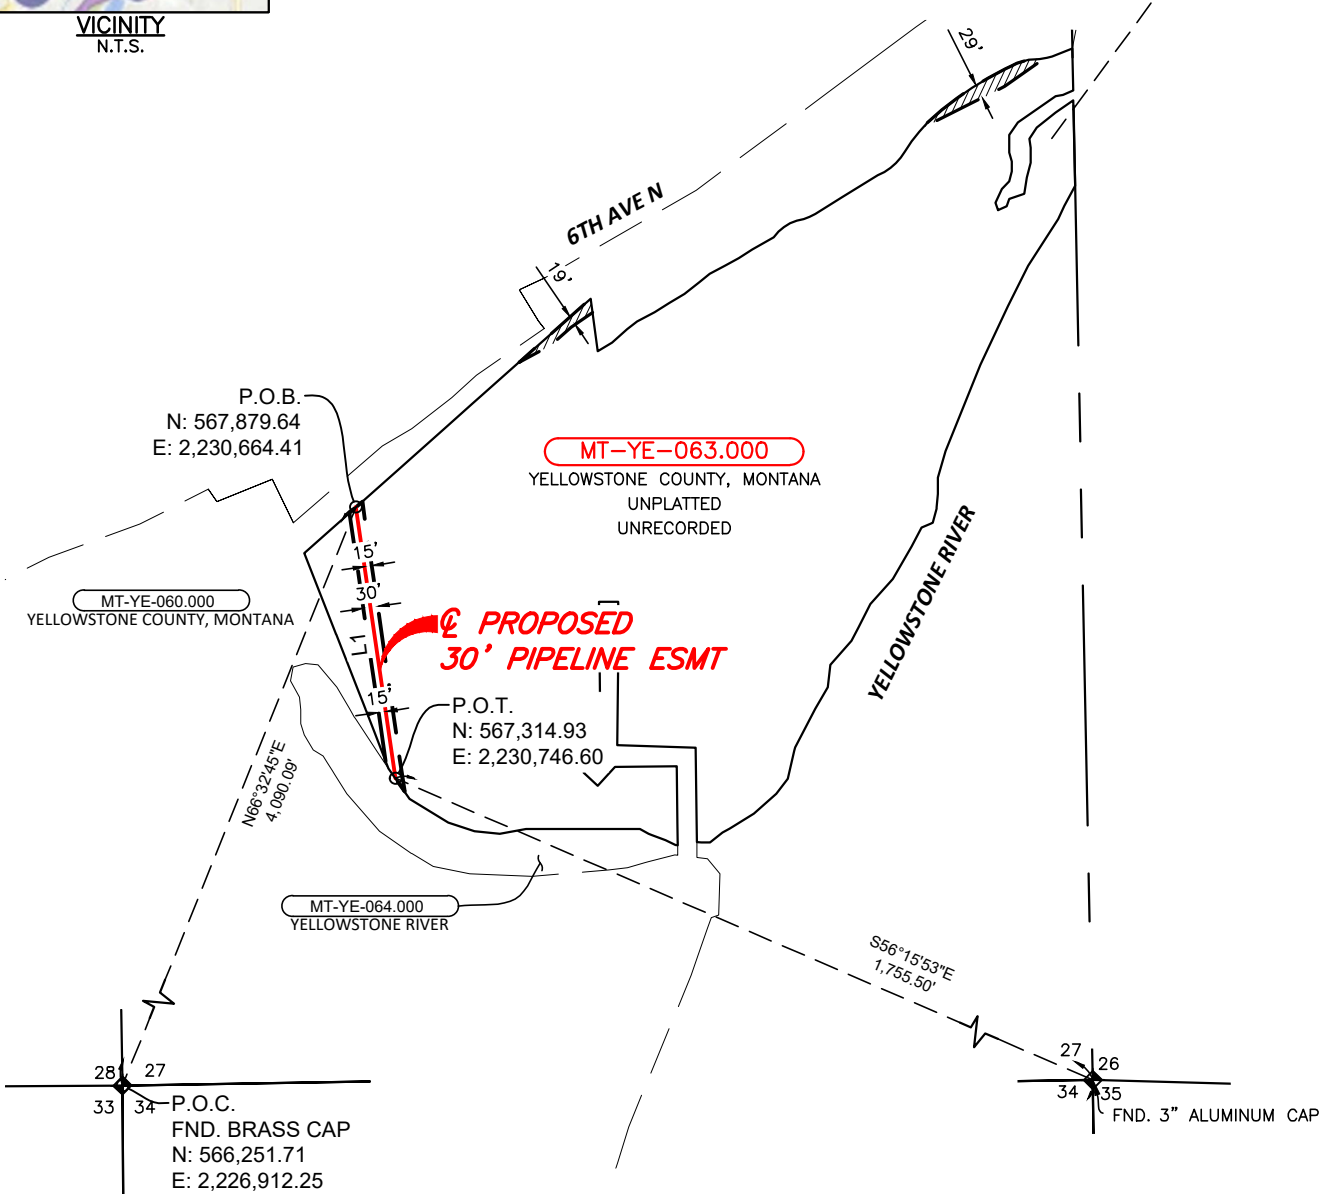 VICINITY
N.T.S.
29'
6TH AVE N
19'
P.O.B.
N: 567,879.64
E: 2,230,664.41
MT-YE-063.000
YELLOWSTONE COUNTY, MONTANA
UNPLATTED
UNRECORDED
YELLOWSTONE RIVER
15'
30'
L1
15'
MT-YE-060.000
YELLOWSTONE COUNTY, MONTANA
℄ PROPOSED
30' PIPELINE ESMT
P.O.T.
N: 567,314.93
E: 2,230,746.60
N66°32'45"E
4,090.09'
MT-YE-064.000
YELLOWSTONE RIVER
S56°15'53"E
1,755.50'
28 27
33 34
P.O.C.
FND. BRASS CAP
N: 566,251.71
E: 2,226,912.25
27 26
34 35
FND. 3" ALUMINUM CAP